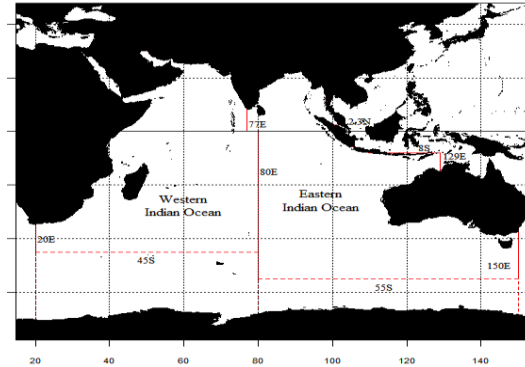 77E
2-3N
8S
129E
80E
Western
Indian Ocean
Eastern
Indian Ocean
20E
45S
150E
55S
20 40 60 80 100 120 140